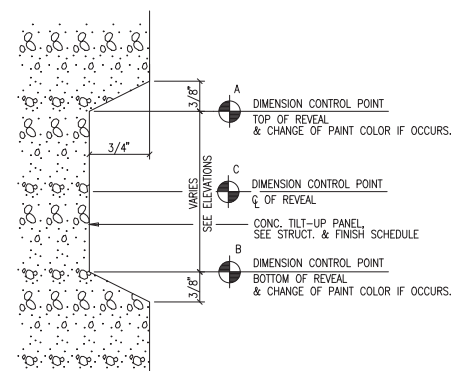 A
3/8"
DIMENSION CONTROL POINT
TOP OF REVEAL
& CHANGE OF PAINT COLOR IF OCCURS.
3/4"
VARIES
SEE ELEVATIONS
C
DIMENSION CONTROL POINT
℄ OF REVEAL
CONC. TILT-UP PANEL,
SEE STRUCT. & FINISH SCHEDULE
B
DIMENSION CONTROL POINT
BOTTOM OF REVEAL
& CHANGE OF PAINT COLOR IF OCCURS.
3/8"